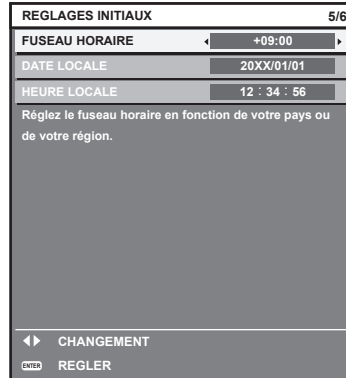 REGLAGES INITIAUX 5/6
FUSEAU HORAIRE +09:00
DATE LOCALE 20XX/01/01
HEURE LOCALE 12 : 34 : 56
Réglez le fuseau horaire en fonction de votre pays ou
de votre région.
CHANGEMENT
ENTER REGLER